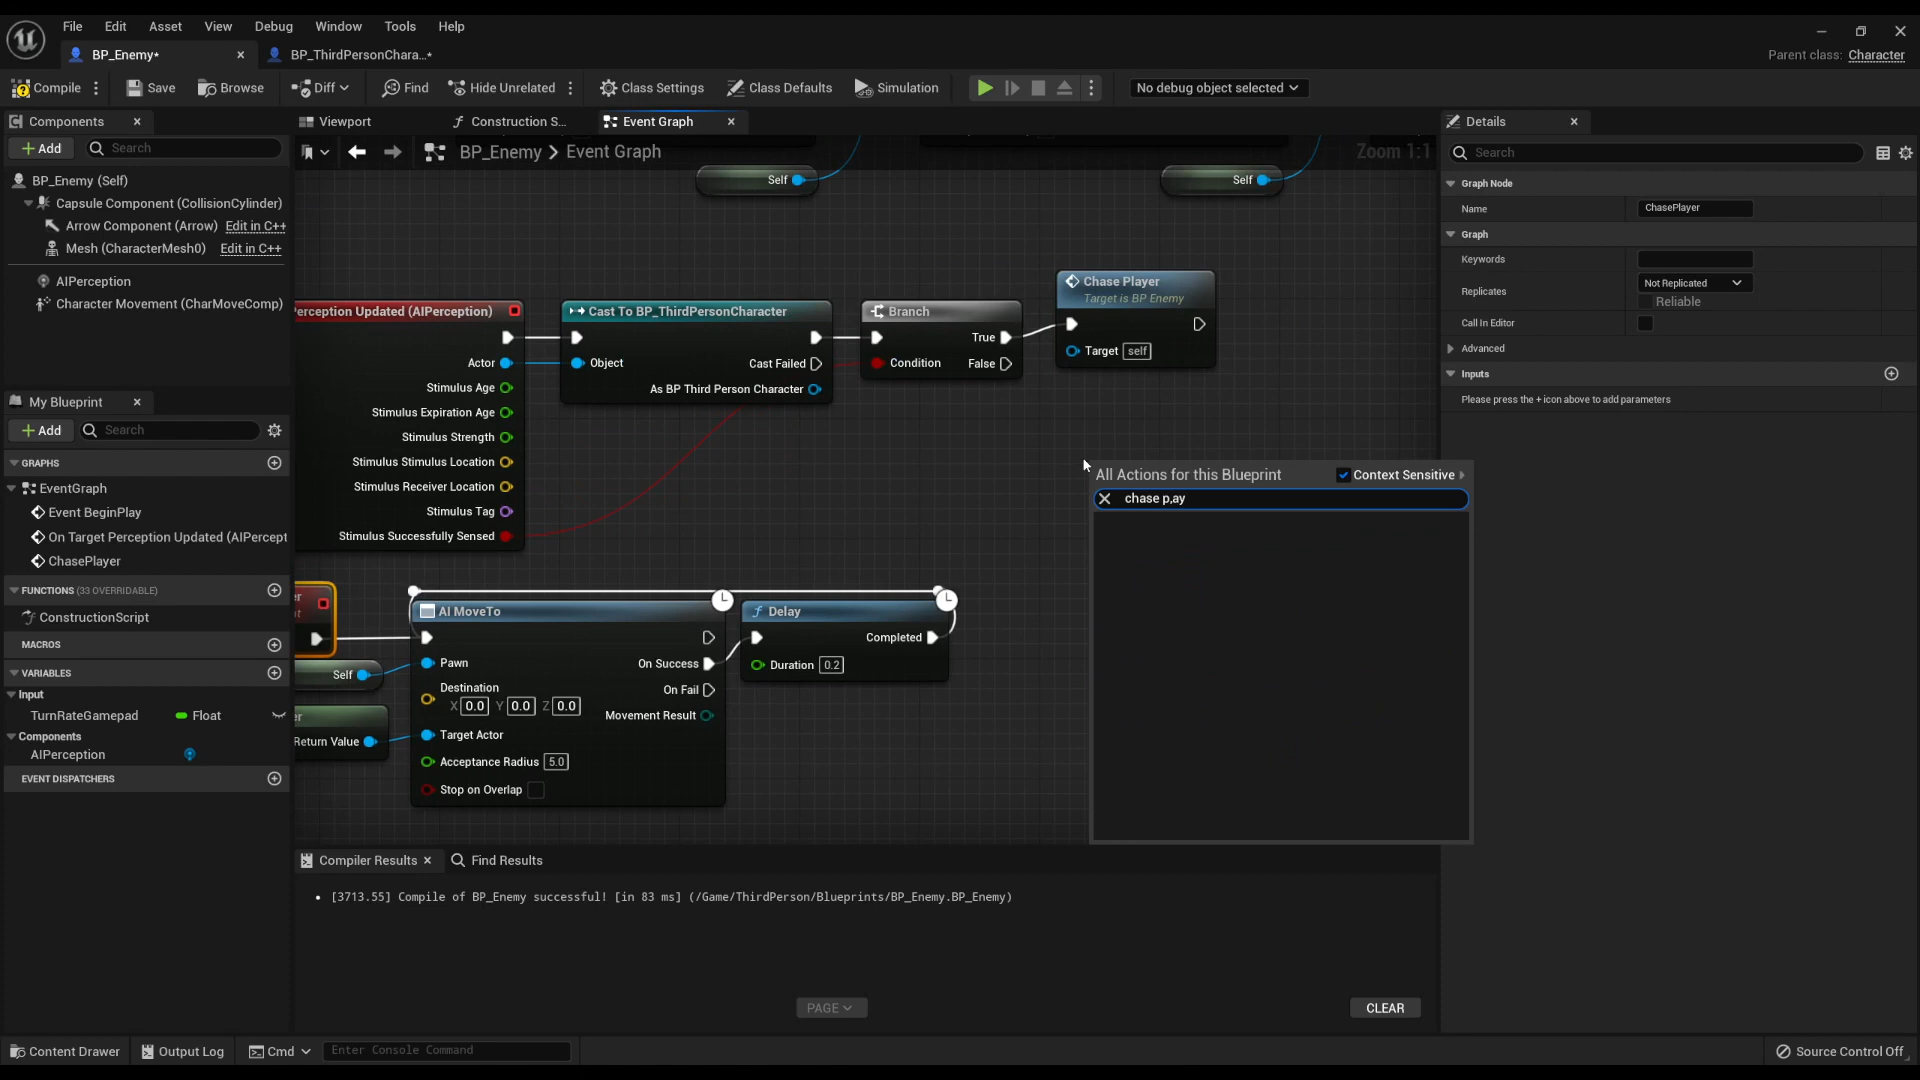 File Edit Asset View Debug Window Tools Help
BP_Enemy* BP_ThirdPersonChara...*
Parent class: Character
Compile Save Browse Diff Find Hide Unrelated Class Settings Class Defaults Simulation No debug object selected
Components
Add Search
BP_Enemy (Self)
Capsule Component (CollisionCylinder)
Arrow Component (Arrow) Edit in C++
Mesh (CharacterMesh0) Edit in C++
AIPerception
Character Movement (CharMoveComp)
My Blueprint
Add Search
GRAPHS
EventGraph
Event BeginPlay
On Target Perception Updated (AIPercept
ChasePlayer
FUNCTIONS (33 OVERRIDABLE)
ConstructionScript
MACROS
VARIABLES
Input
TurnRateGamepad Float
Components
AIPerception
EVENT DISPATCHERS
Viewport Construction S... Event Graph
BP_Enemy > Event Graph
Zoom 1:1
Self
Self
erception Updated (AIPerception)
Actor
Stimulus Age
Stimulus Expiration Age
Stimulus Strength
Stimulus Stimulus Location
Stimulus Receiver Location
Stimulus Tag
Stimulus Successfully Sensed
Cast To BP_ThirdPersonCharacter
Object Cast Failed
As BP Third Person Character
Branch
True
Condition False
Chase Player
Target is BP Enemy
Target self
All Actions for this Blueprint Context Sensitive
chase p,ay
er
Self
er
Return Value
AI MoveTo
Pawn On Success
Destination On Fail
X 0.0 Y 0.0 Z 0.0 Movement Result
Target Actor
Acceptance Radius 5.0
Stop on Overlap
Delay
Completed
Duration 0.2
Compiler Results Find Results
[3713.55] Compile of BP_Enemy successful! [in 83 ms] (/Game/ThirdPerson/Blueprints/BP_Enemy.BP_Enemy)
PAGE CLEAR
Details
Search
Graph Node
Name ChasePlayer
Graph
Keywords
Replicates Not Replicated
Reliable
Call In Editor
Advanced
Inputs
Please press the + icon above to add parameters
Content Drawer Output Log Cmd Enter Console Command Source Control Off